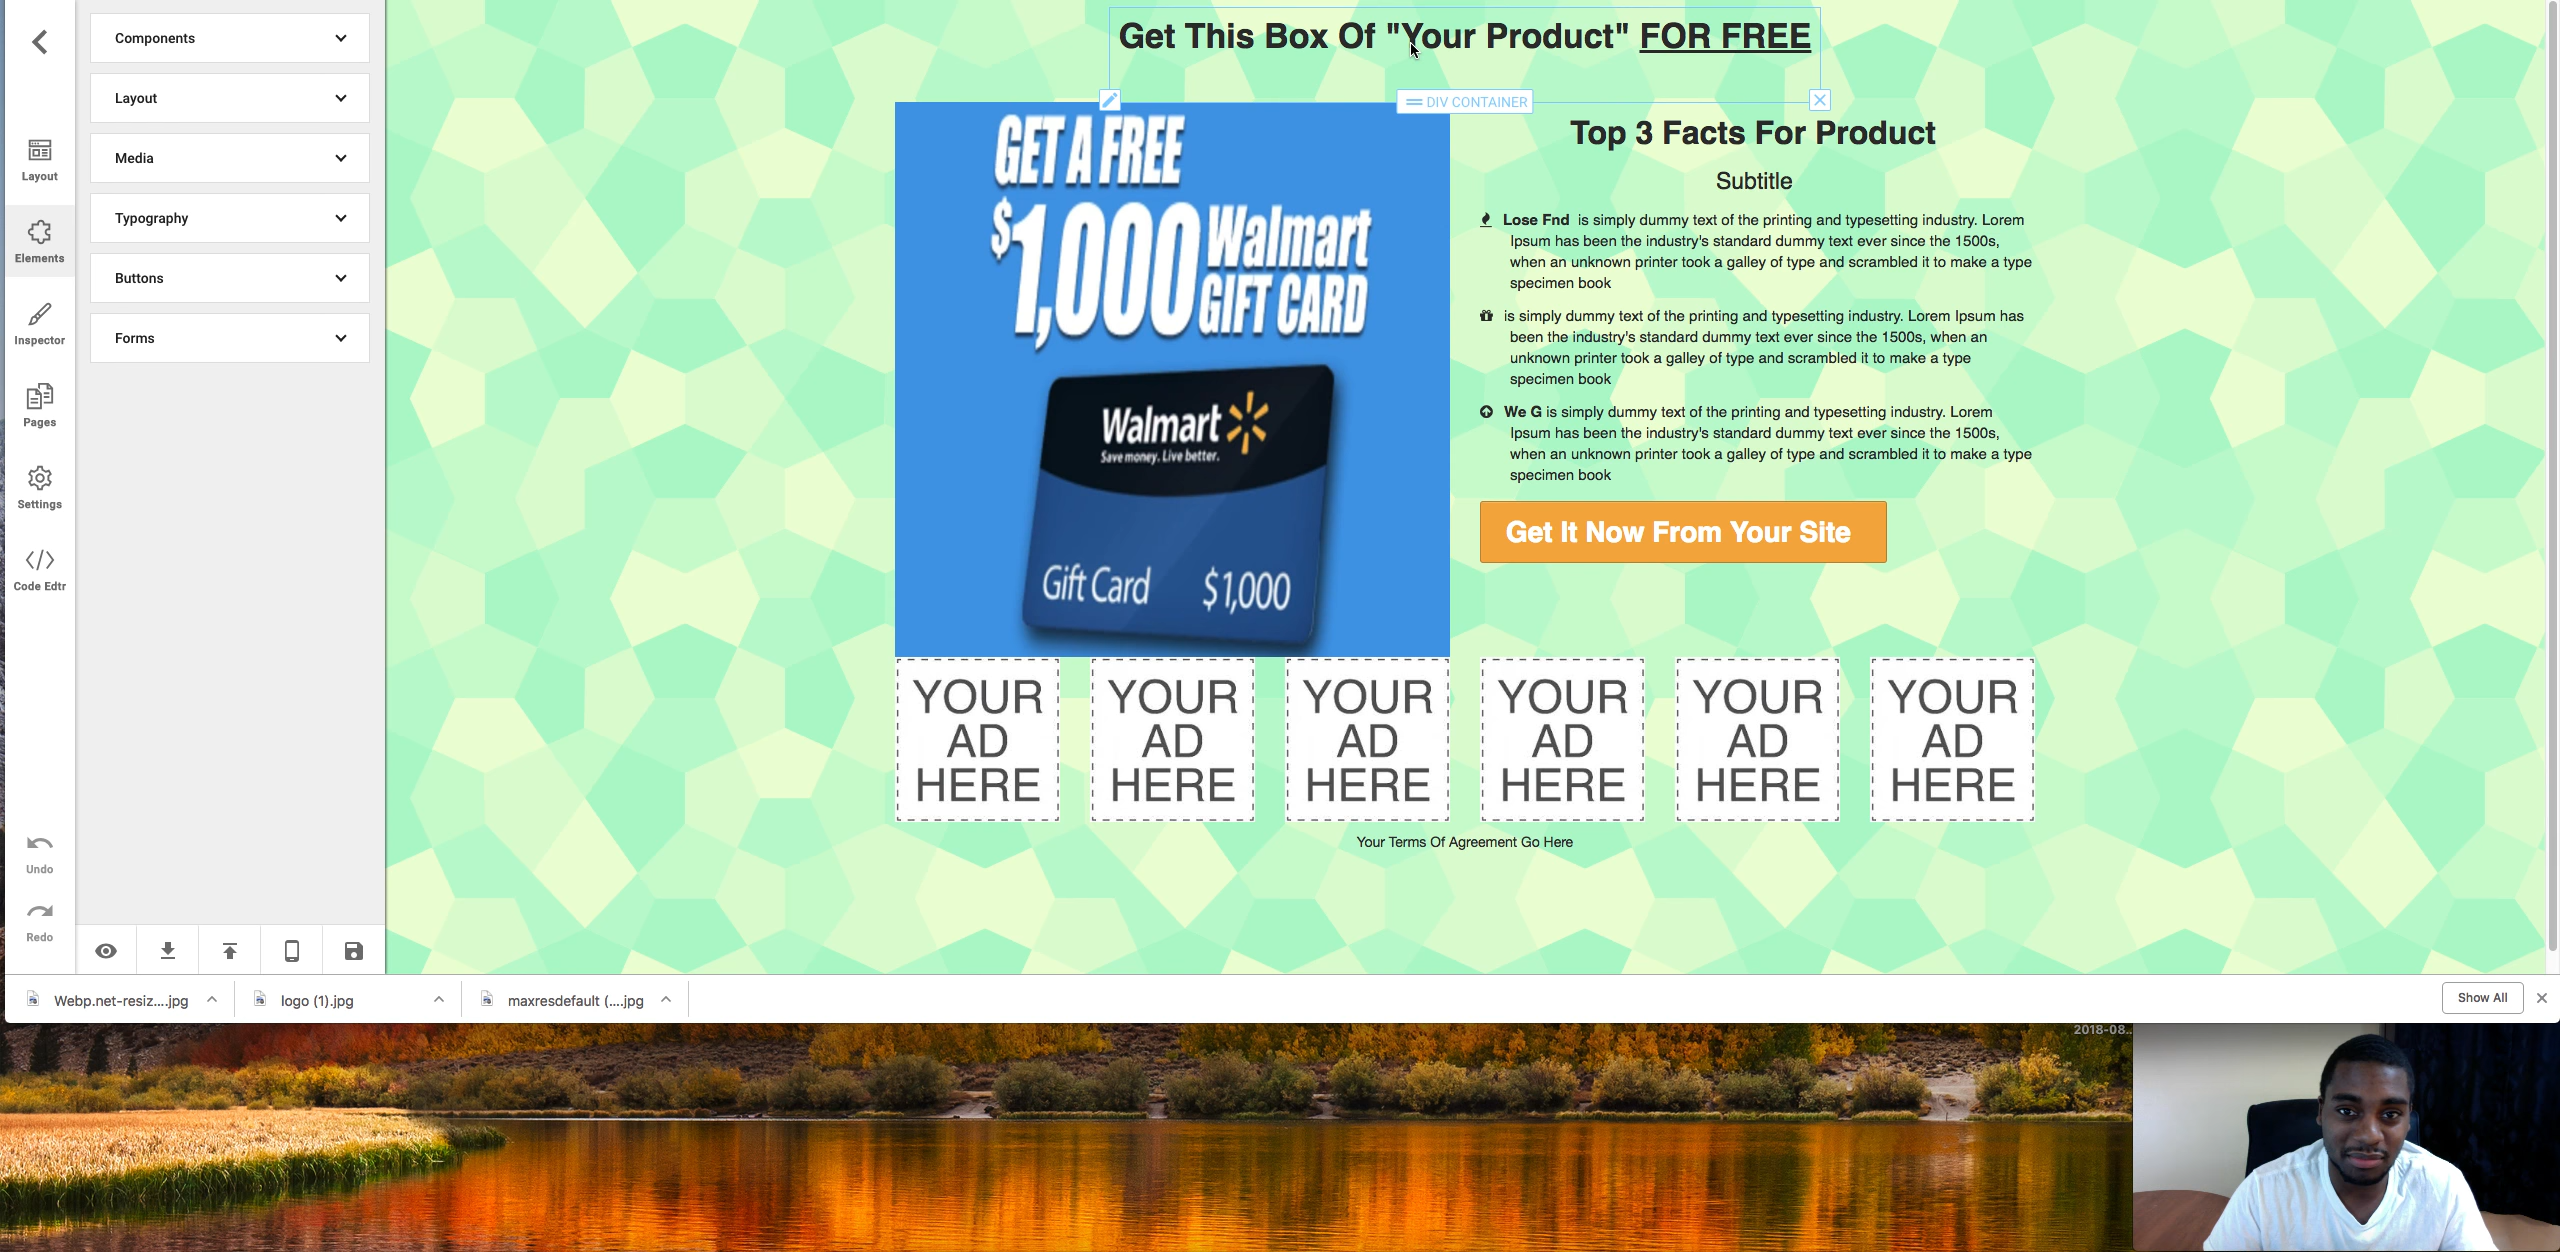 Components
Layout
Media
Typography
Buttons
Forms
Layout
Elements
Inspector
Pages
Settings
Code Edtr
Undo
Redo
Get This Box Of "Your Product" FOR FREE
DIV CONTAINER
GET A FREE
$1,000 Walmart
GIFT CARD
Walmart
Save money. Live better.
Gift Card $1,000
Top 3 Facts For Product
Subtitle
Lose Fnd is simply dummy text of the printing and typesetting industry. Lorem
Ipsum has been the industry's standard dummy text ever since the 1500s,
when an unknown printer took a galley of type and scrambled it to make a type
specimen book
is simply dummy text of the printing and typesetting industry. Lorem Ipsum has
been the industry's standard dummy text ever since the 1500s, when an
unknown printer took a galley of type and scrambled it to make a type
specimen book
We G is simply dummy text of the printing and typesetting industry. Lorem
Ipsum has been the industry's standard dummy text ever since the 1500s,
when an unknown printer took a galley of type and scrambled it to make a type
specimen book
Get It Now From Your Site
YOUR
AD
HERE
YOUR
AD
HERE
YOUR
AD
HERE
YOUR
AD
HERE
YOUR
AD
HERE
YOUR
AD
HERE
Your Terms Of Agreement Go Here
Webp.net-resiz....jpg
logo (1).jpg
maxresdefault (....jpg
Show All
2018-08..